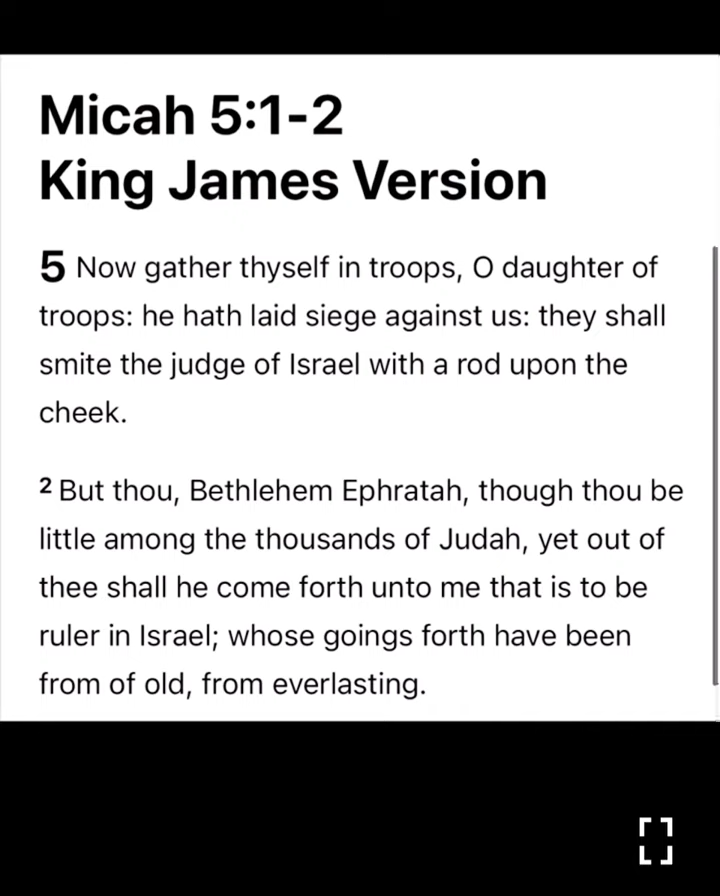 Micah 5:1-2
King James Version
5 Now gather thyself in troops, O daughter of
troops: he hath laid siege against us: they shall
smite the judge of Israel with a rod upon the
cheek.
2 But thou, Bethlehem Ephratah, though thou be
little among the thousands of Judah, yet out of
thee shall he come forth unto me that is to be
ruler in Israel; whose goings forth have been
from of old, from everlasting.